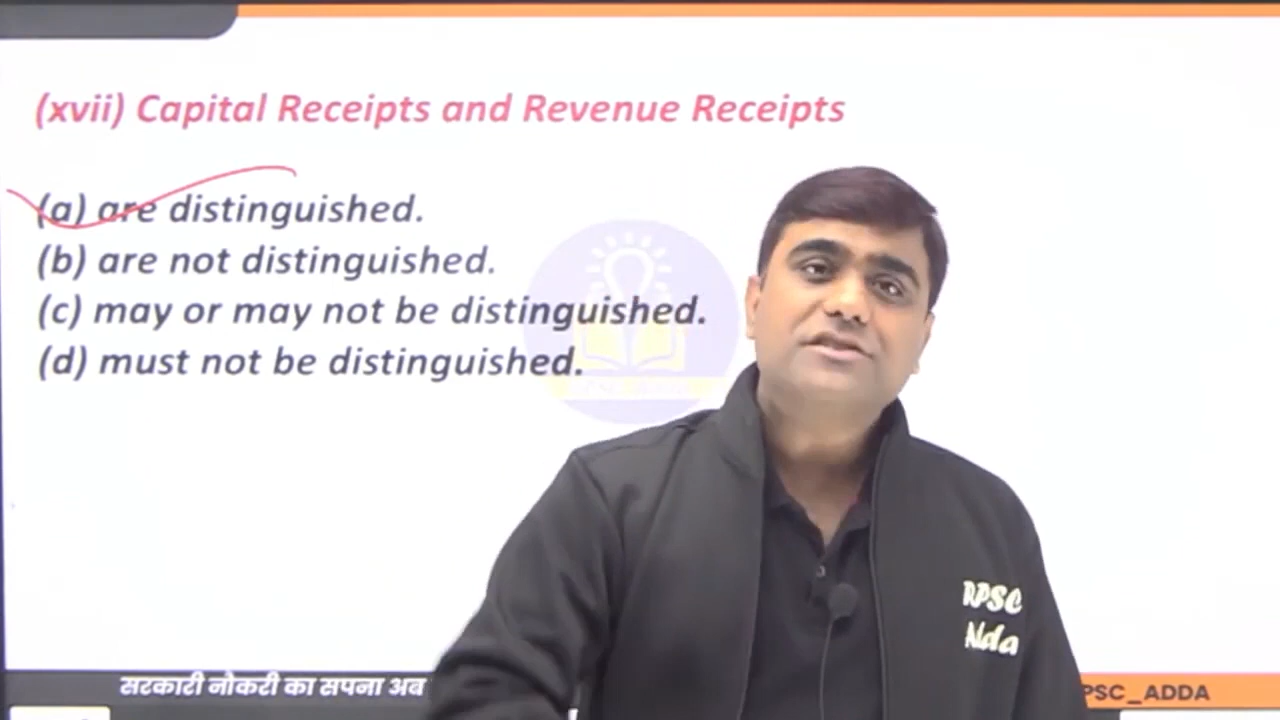 (xvii) Capital Receipts and Revenue Receipts
(a) are distinguished.
(b) are not distinguished.
(c) may or may not be distinguished.
(d) must not be distinguished.
RPSC
Adda
सरकारी नोकरी का सपना अब
PSC_ADDA